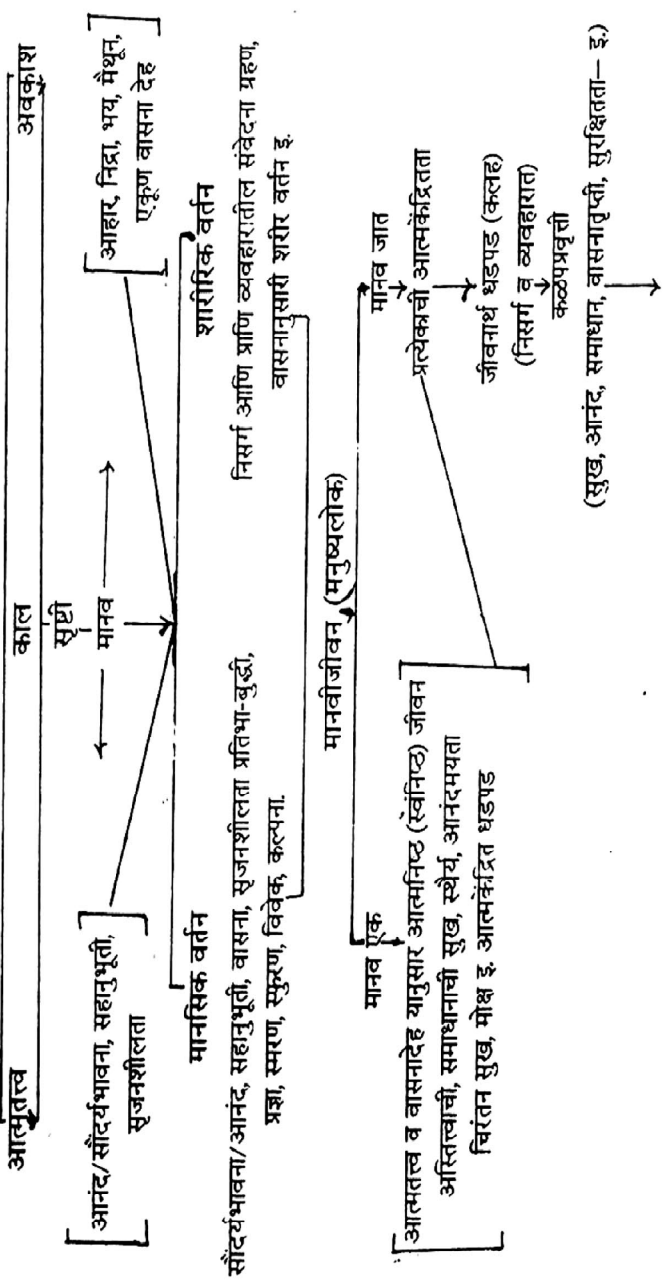 आत्मतत्त्व
काल
अवकाश
सृष्टी
मानव
[आनंद/सौंदर्यभावना, सहानुभूती,
सृजनशीलता]
[आहार, निद्रा, भय, मैथून,
एकूण वासना देह]
मानसिक वर्तन
शारीरिक वर्तन
सौंदर्यभावना/आनंद, सहानुभूती, वासना, सृजनशीलता प्रतिभा-बुद्धी,
प्रज्ञा, स्मरण, स्फुरण, विवेक, कल्पना.
निसर्ग आणि प्राणि व्यवहारातील संवेदना ग्रहण,
वासनानुसारी शरीर वर्तन इ.
मानवीजीवन (मनुष्यलोक)
मानव एक
मानव जात
[आत्मतत्त्व व वासनादेह यानुसार आत्मनिष्ठ (स्वंनिष्ठ) जीवन
अस्तित्त्वाची, समाधानाची सुख, स्थैर्य, आनंदमयता
चिरंतन सुख, मोक्ष इ. आत्मकेंद्रित धडपड]
प्रत्येकाची आत्मकेंद्रितता
जीवनार्थ धडपड (कलह)
(निसर्ग व व्यवहारात)
कळपप्रवृत्ती
(सुख, आनंद, समाधान, वासनातृप्ती, सुरक्षितता— इ.)